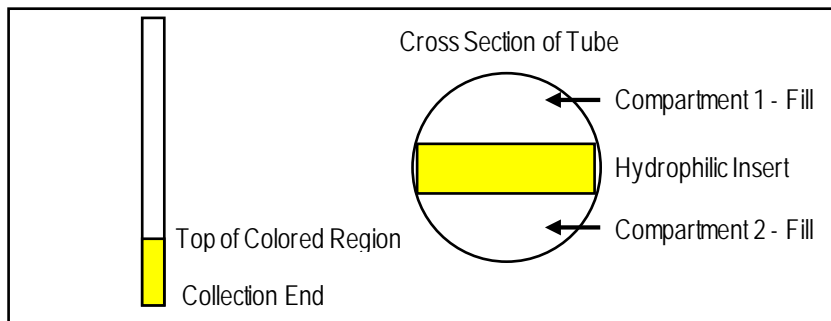 Cross Section of Tube
Compartment 1 - Fill
Hydrophilic Insert
Compartment 2 - Fill
Top of Colored Region
Collection End